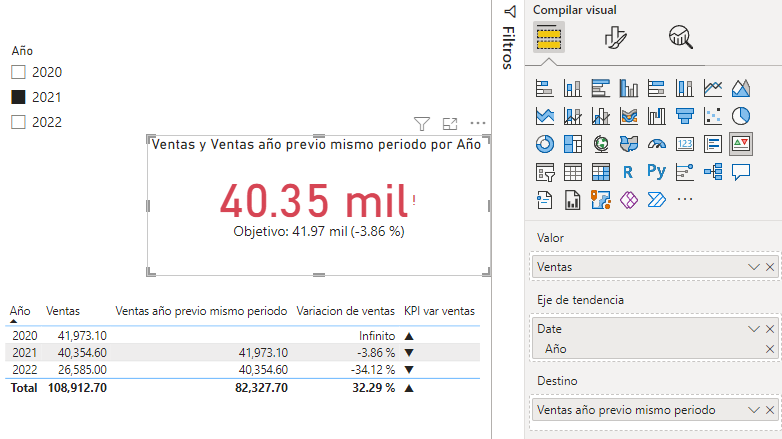 Año
2020
2021
2022
Ventas y Ventas año previo mismo periodo por Año
40.35 mil!
Objetivo: 41.97 mil (-3.86 %)
Año Ventas Ventas año previo mismo periodo Variacion de ventas KPI var ventas
2020 41,973.10 Infinito ▲
2021 40,354.60 41,973.10 -3.86 % ▼
2022 26,585.00 40,354.60 -34.12 % ▼
Total 108,912.70 82,327.70 32.29 % ▲
Filtros
Compilar visual
123
R Py
Valor
Ventas
Eje de tendencia
Date
Año
Destino
Ventas año previo mismo periodo